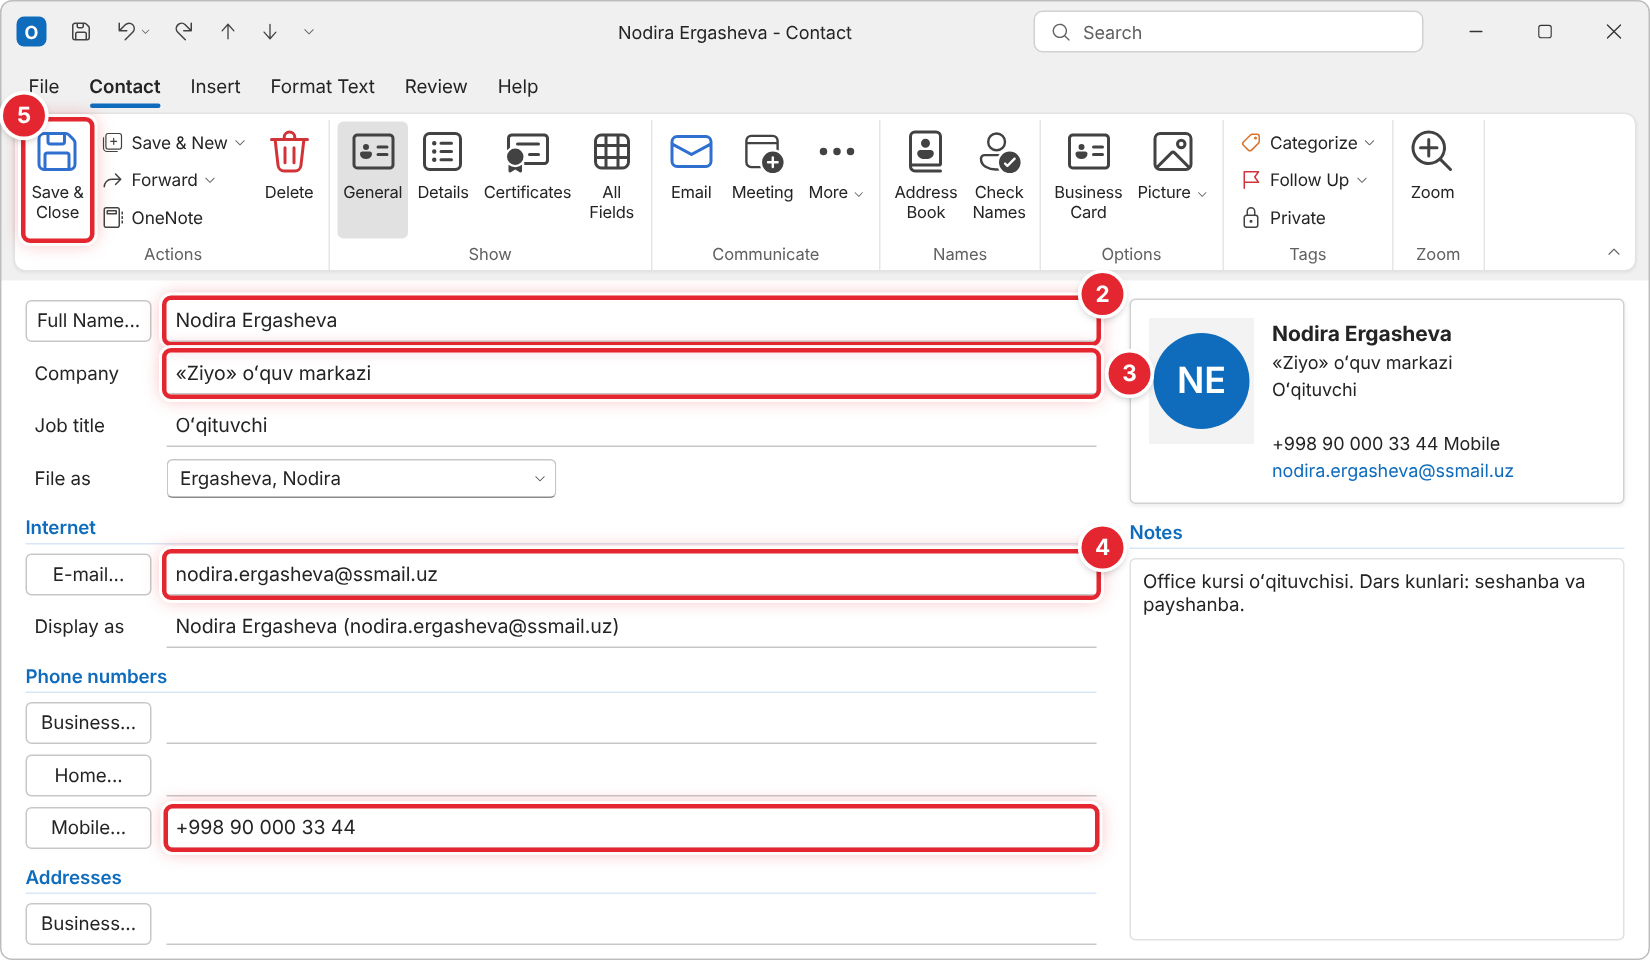 Nodira Ergasheva - Contact
Search
File Contact Insert Format Text Review Help
5
Save & Close
Save & New
Forward
OneNote
Delete
Actions
General
Details
Certificates
All Fields
Show
Email
Meeting
More
Communicate
Address Book
Check Names
Names
Business Card
Picture
Options
Categorize
Follow Up
Private
Tags
Zoom
Zoom
2
Full Name... Nodira Ergasheva
Company «Ziyo» oʻquv markazi
3
Job title Oʻqituvchi
File as Ergasheva, Nodira
Internet
4
E-mail... nodira.ergasheva@ssmail.uz
Display as Nodira Ergasheva (nodira.ergasheva@ssmail.uz)
Phone numbers
Business...
Home...
Mobile... +998 90 000 33 44
Addresses
Business...
NE
Nodira Ergasheva
«Ziyo» oʻquv markazi
Oʻqituvchi
+998 90 000 33 44 Mobile
nodira.ergasheva@ssmail.uz
Notes
Office kursi oʻqituvchisi. Dars kunlari: seshanba va
payshanba.